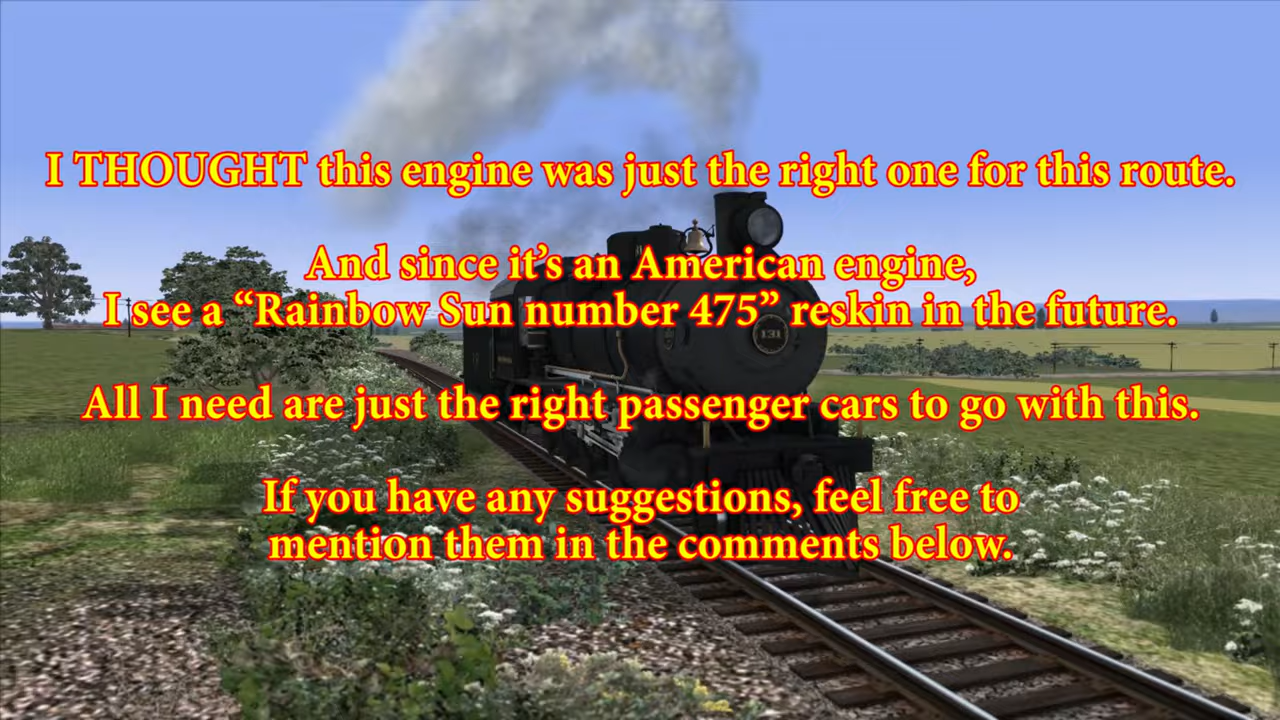 I THOUGHT this engine was just the right one for this route.
And since it’s an American engine,
I see a “Rainbow Sun number 475” reskin in the future.
All I need are just the right passenger cars to go with this.
If you have any suggestions, feel free to
mention them in the comments below.
131